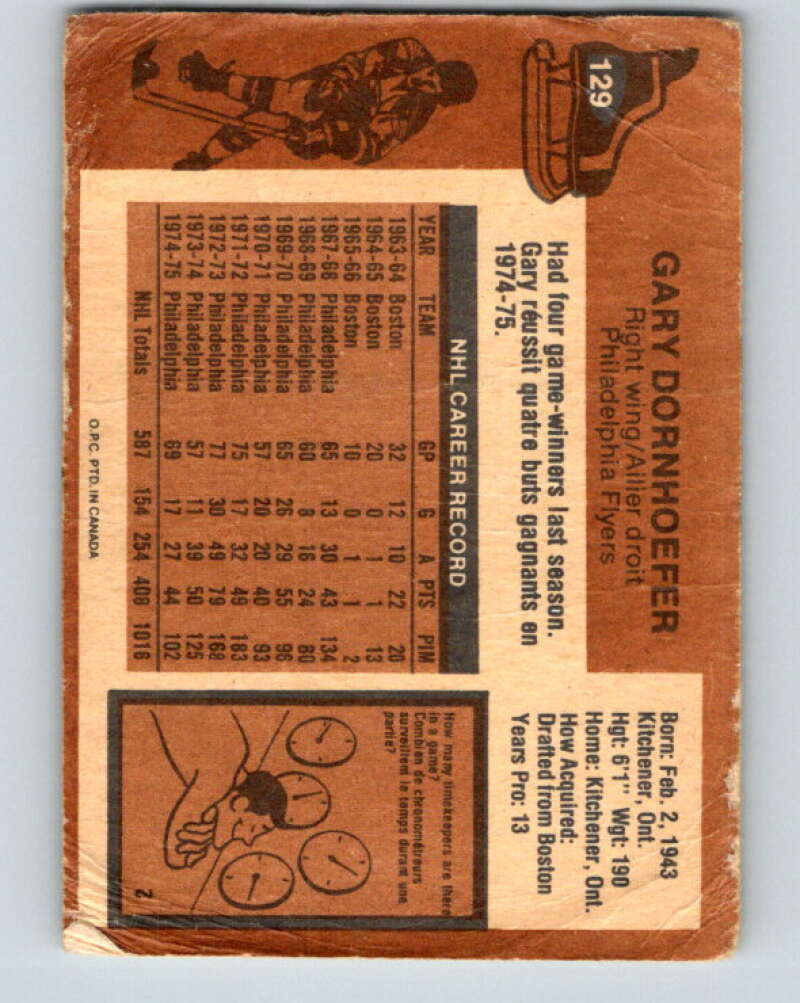 129
GARY DORNHOEFER
Right wing/Ailier droit
Philadelphia Flyers
Born: Feb. 2, 1943
Kitchener, Ont.
Hgt: 6'1" Wgt: 190
Home: Kitchener, Ont.
How Acquired:
Drafted from Boston
Years Pro: 13
Had four game-winners last season.
Gary réussit quatre buts gagnants en
1974-75.
NHL CAREER RECORD
YEAR TEAM GP G A PTS PIM
1963-64 Boston 32 12 10 22 20
1964-65 Boston 20 0 1 1 13
1965-66 Boston 10 0 1 1 2
1967-68 Philadelphia 65 13 30 43 134
1968-69 Philadelphia 60 8 16 24 80
1969-70 Philadelphia 65 26 29 55 96
1970-71 Philadelphia 57 20 20 40 93
1971-72 Philadelphia 75 17 32 49 183
1972-73 Philadelphia 77 30 49 79 168
1973-74 Philadelphia 57 11 39 50 125
1974-75 Philadelphia 69 17 27 44 102
NHL Totals 587 154 254 408 1016
How many timekeepers are there
in a game?
Combien de chronométreurs
surveillent le temps durant une
partie?
2
O.P.C. PTD. IN CANADA